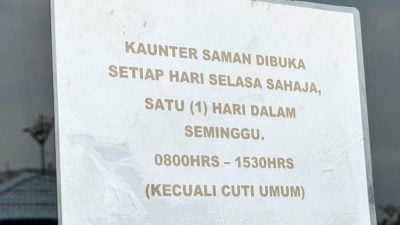 KAUNTER SAMAN DIBUKA
SETIAP HARI SELASA SAHAJA,
SATU (1) HARI DALAM
SEMINGGU.
0800HRS – 1530HRS
(KECUALI CUTI UMUM)